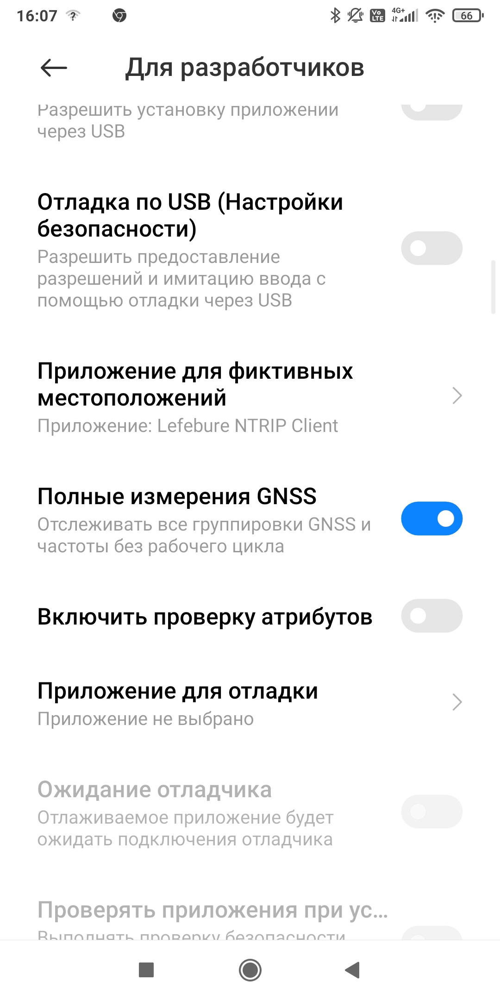 16:07
Vo LTE
4G+
66
Для разработчиков
Разрешить установку приложении
через USB
Отладка по USB (Настройки
безопасности)
Разрешить предоставление
разрешений и имитацию ввода с
помощью отладки через USB
Приложение для фиктивных
местоположений
Приложение: Lefebure NTRIP Client
Полные измерения GNSS
Отслеживать все группировки GNSS и
частоты без рабочего цикла
Включить проверку атрибутов
Приложение для отладки
Приложение не выбрано
Ожидание отладчика
Отлаживаемое приложение будет
ожидать подключения отладчика
Проверять приложения при ус...
Выполнять проверку безопасности